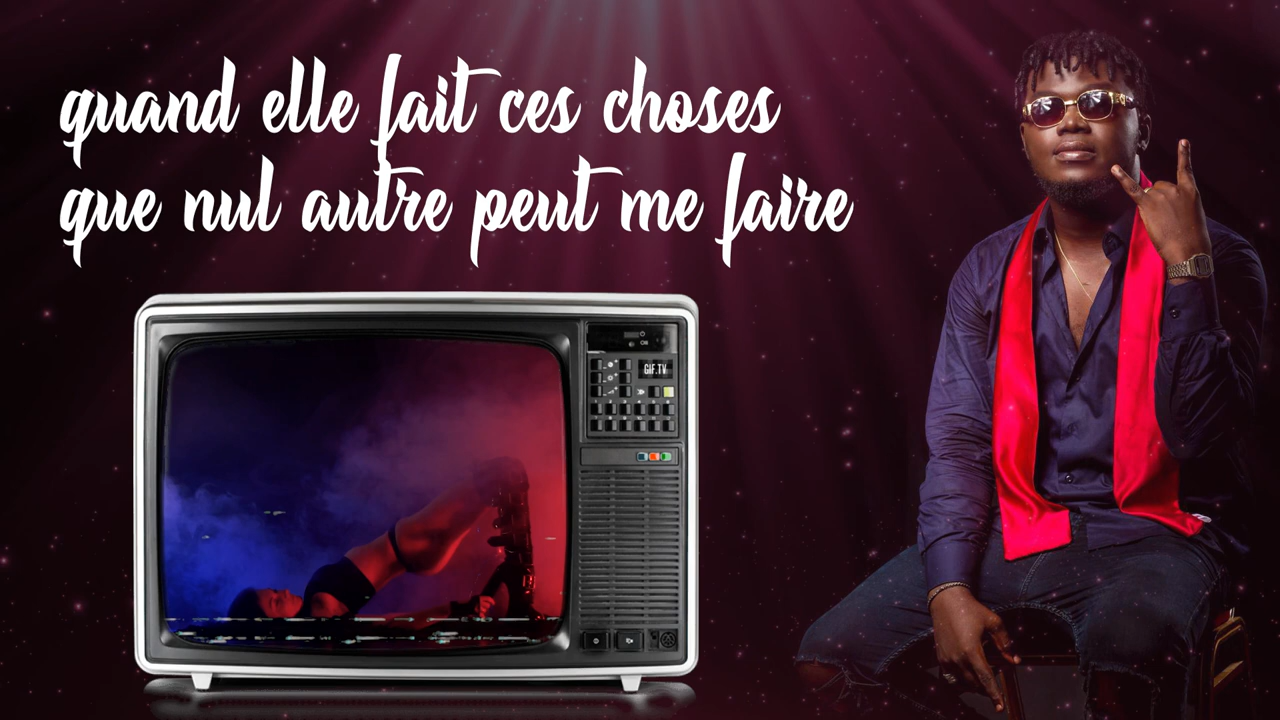 quand elle fait ces choses
que nul autre peut me faire
GIF.TV